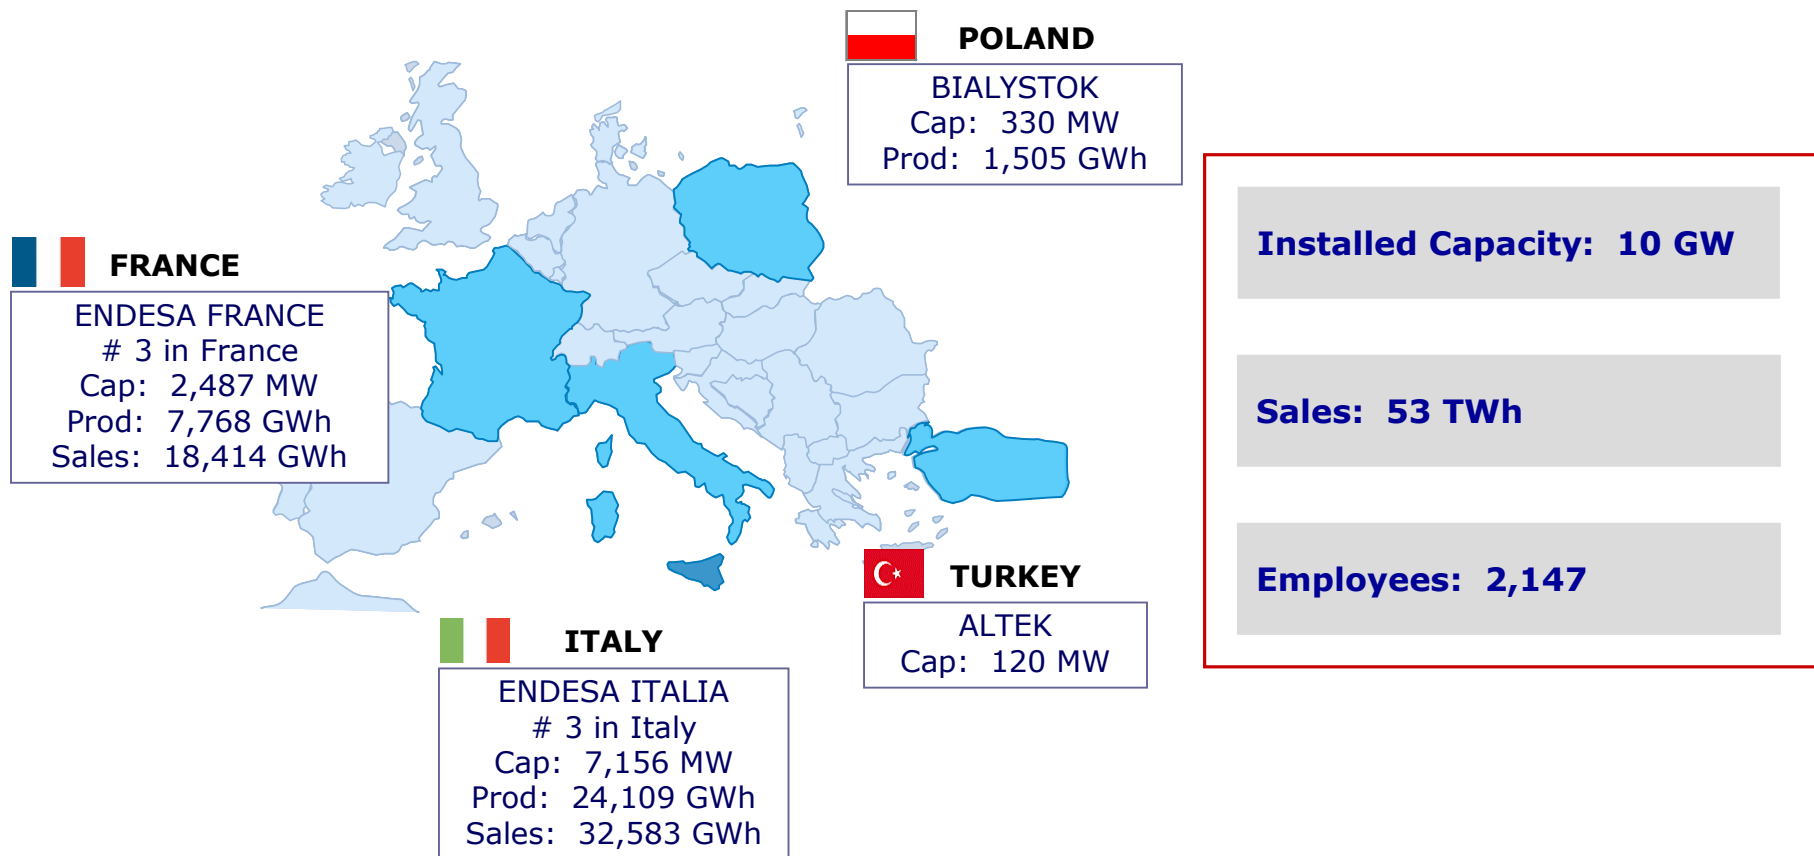 POLAND
BIALYSTOK
Cap: 330 MW
Prod: 1,505 GWh
FRANCE
ENDESA FRANCE
# 3 in France
Cap: 2,487 MW
Prod: 7,768 GWh
Sales: 18,414 GWh
ITALY
ENDESA ITALIA
# 3 in Italy
Cap: 7,156 MW
Prod: 24,109 GWh
Sales: 32,583 GWh
TURKEY
ALTEK
Cap: 120 MW
Installed Capacity: 10 GW
Sales: 53 TWh
Employees: 2,147